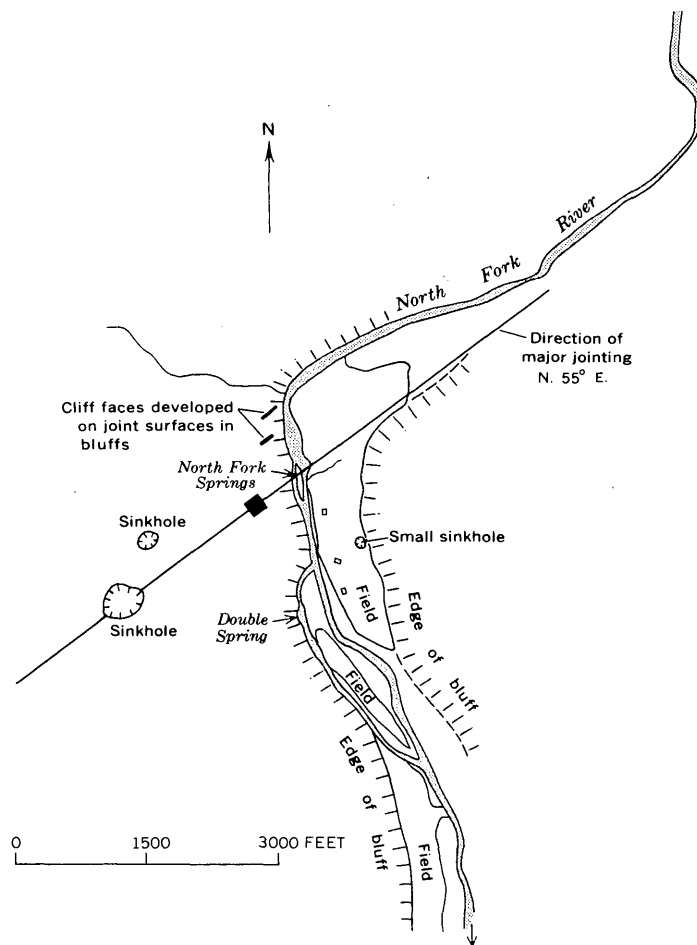 N
North Fork River
Direction of
major jointing
N. 55° E.
Cliff faces developed
on joint surfaces in
bluffs
North Fork
Springs
Sinkhole
Small sinkhole
Sinkhole
Double
Spring
Field
Edge of bluff
Field
Edge of bluff
Field
0 1500 3000 FEET